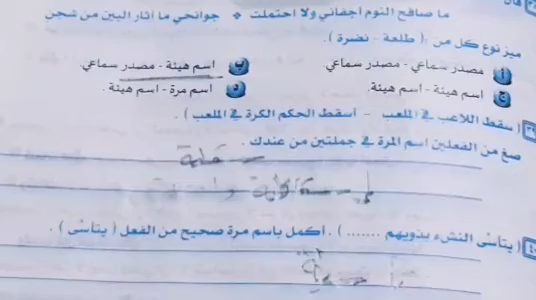 ما صافح النوم أجفاني ولا احتملت * جوانحي ما أثار البين من شجن
ميز نوع كل من : ( طلعة - نضرة ) .
أ مصدر سماعي - مصدر سماعي. ب اسم هيئة - مصدر سماعي.
ج اسم هيئة - اسم هيئة. د اسم مرة - اسم هيئة.
٣٩ ( سقط اللاعب في الملعب - أسقط الحكم الكرة في الملعب ) .
صغ من الفعلين اسم المرة في جملتين من عندك .
٤٠ ( يتأسى النشء بذويهم ....... ) . أكمل باسم مرة صحيح من الفعل ( يتأسى ) .